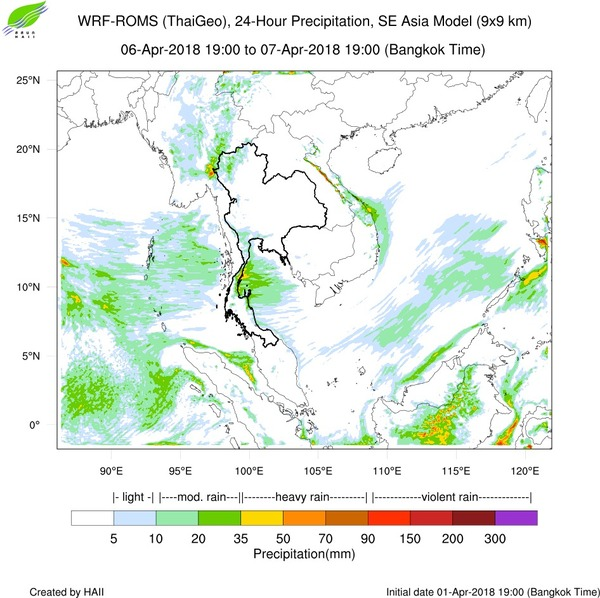 WRF-ROMS (ThaiGeo), 24-Hour Precipitation, SE Asia Model (9x9 km)
06-Apr-2018 19:00 to 07-Apr-2018 19:00 (Bangkok Time)
HAII
25°N
20°N
15°N
10°N
5°N
0°
90°E 95°E 100°E 105°E 110°E 115°E 120°E
|- light -| |----mod. rain---||---------heavy rain---------| |------------violent rain-------------|
5 10 20 35 50 70 90 150 200 300
Precipitation(mm)
Created by HAII
Initial date 01-Apr-2018 19:00 (Bangkok Time)